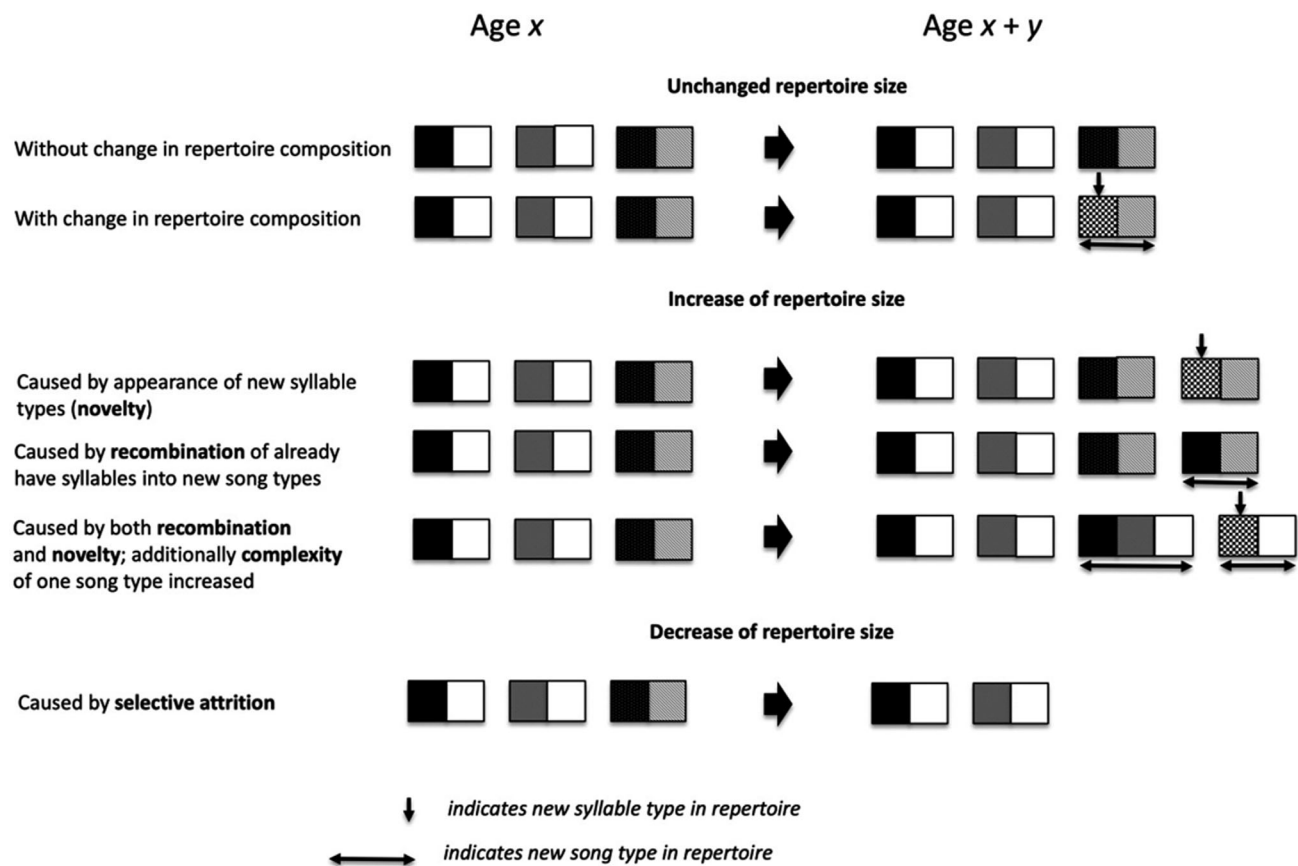 Age x
Age x + y
Unchanged repertoire size
Without change in repertoire composition
With change in repertoire composition
Increase of repertoire size
Caused by appearance of new syllable
types (novelty)
Caused by recombination of already
have syllables into new song types
Caused by both recombination
and novelty; additionally complexity
of one song type increased
Decrease of repertoire size
Caused by selective attrition
indicates new syllable type in repertoire
indicates new song type in repertoire